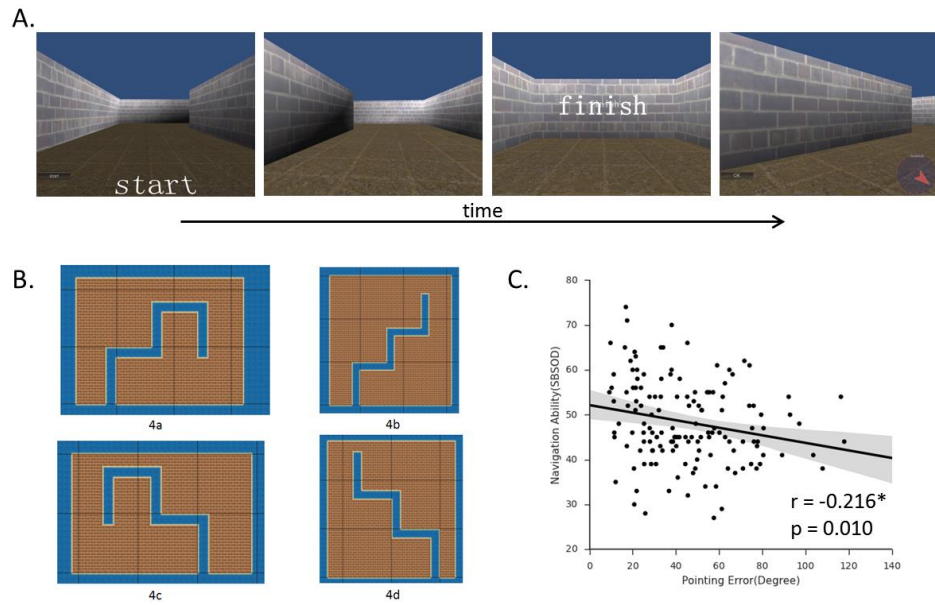 A.
start
finish
OK
time
B.
4a
4b
4c
4d
C.
80
70
60
50
40
30
20
Navigation Ability(SBSOD)
r = -0.216*
p = 0.010
0 20 40 60 80 100 120 140
Pointing Error(Degree)